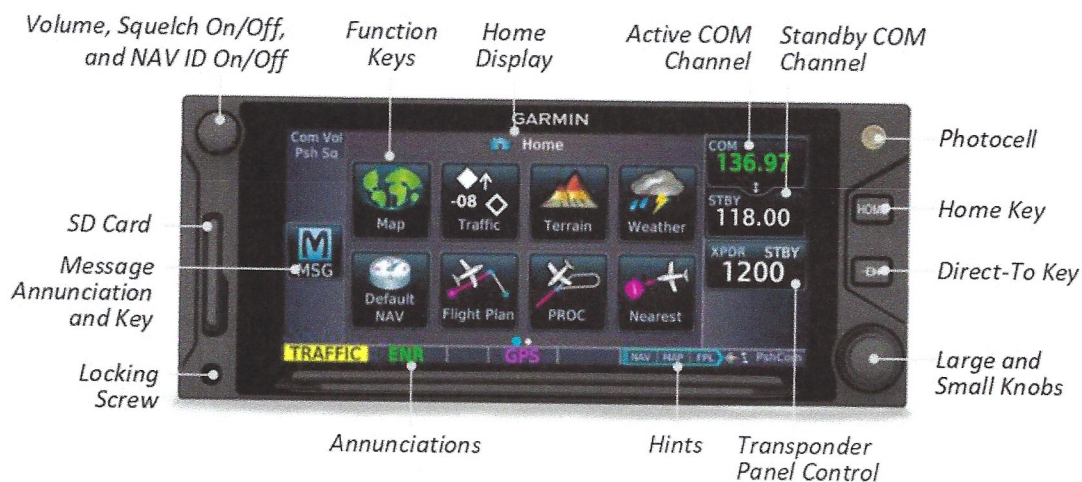 Volume, Squelch On/Off,
and NAV ID On/Off
Function
Keys
Home
Display
Active COM
Channel
Standby COM
Channel
GARMIN
Com Vol
Psh Sq
Home
COM
136.97
Photocell
STBY
118.00
HOME
Home Key
Map
Traffic
-08
Terrain
Weather
SD Card
MSG
Message
Annunciation
and Key
XPDR STBY
1200
Direct-To Key
Default
NAV
Flight Plan
PROC
Nearest
TRAFFIC
ENR
GPS
NAV MAP FPL
PshCom
Large and
Small Knobs
Locking
Screw
Annunciations
Hints
Transponder
Panel Control